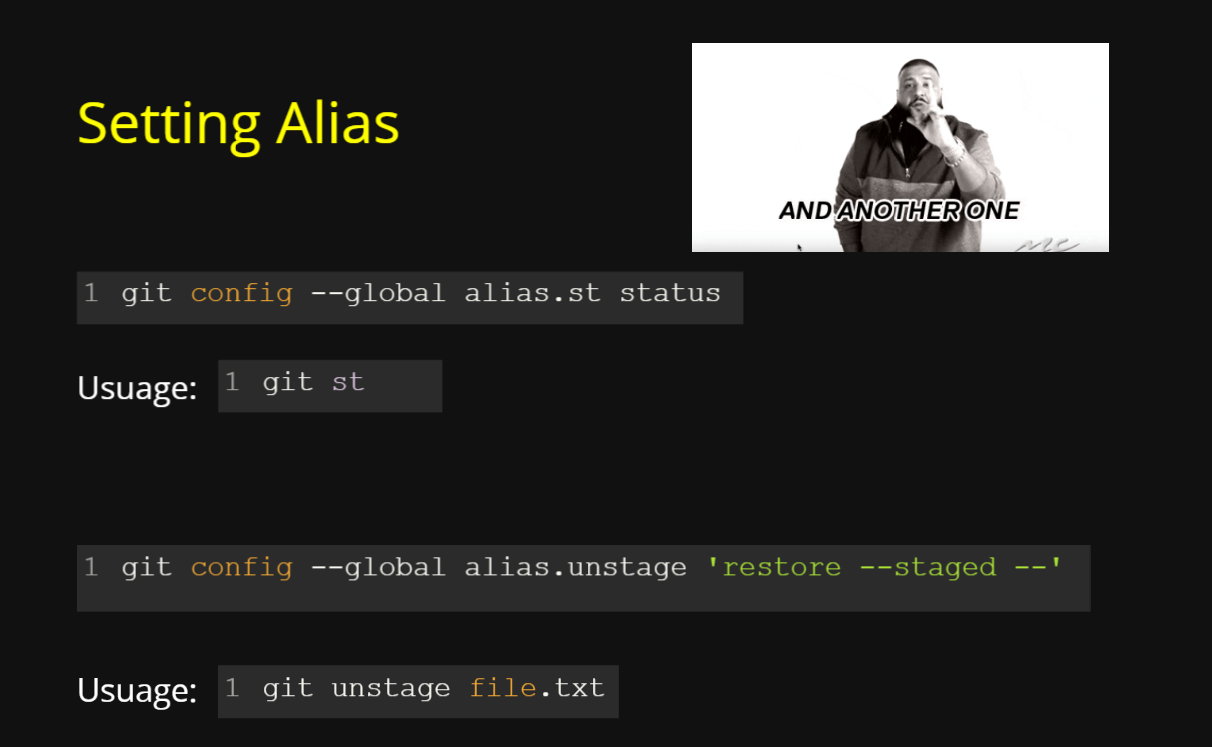 Setting Alias
AND ANOTHER ONE
MC
1 git config --global alias.st status
Usuage: 1 git st
1 git config --global alias.unstage 'restore --staged --'
Usuage: 1 git unstage file.txt